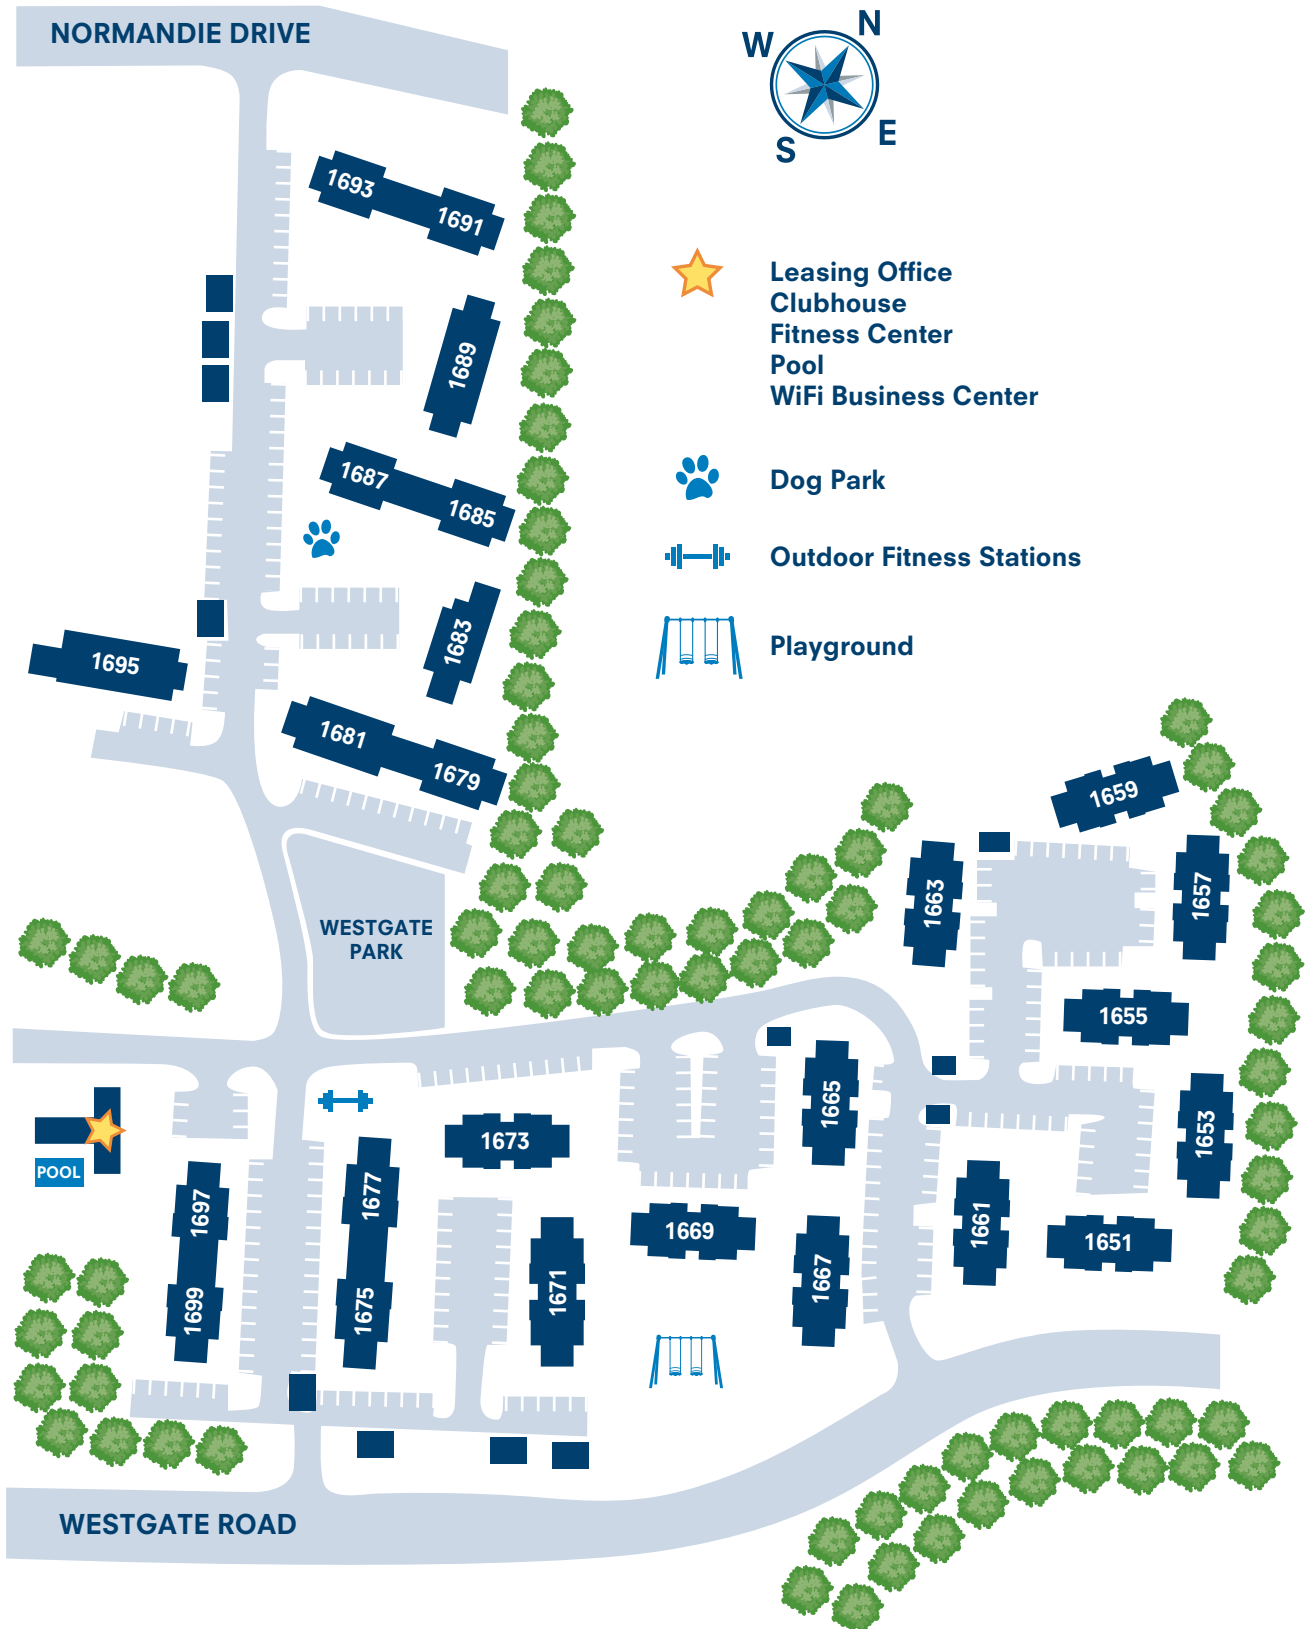 NORMANDIE DRIVE
N
W
E
S
1693
1691
Leasing Office
Clubhouse
Fitness Center
Pool
WiFi Business Center
1689
1687
1685
Dog Park
Outdoor Fitness Stations
1683
Playground
1695
1681
1679
1659
1663
1657
WESTGATE
PARK
1655
1665
1653
1673
POOL
1697
1677
1669
1661
1651
1671
1667
1699
1675
WESTGATE ROAD